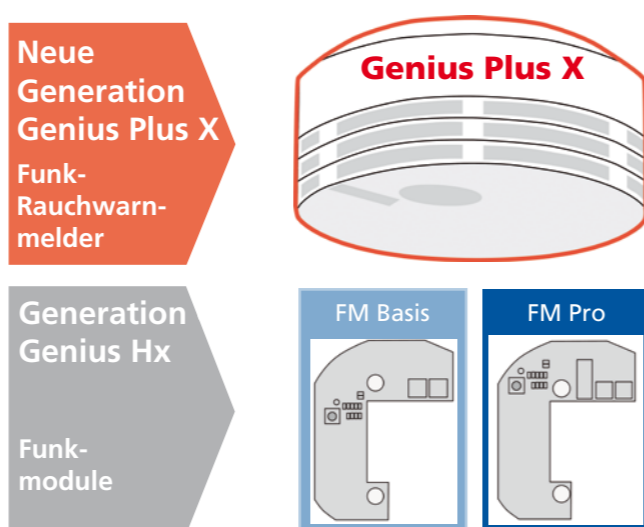 Neue
Generation
Genius Plus X
Funk-
Rauchwarn-
melder
Genius Plus X
Generation
Genius Hx
Funk-
module
FM Basis
FM Pro